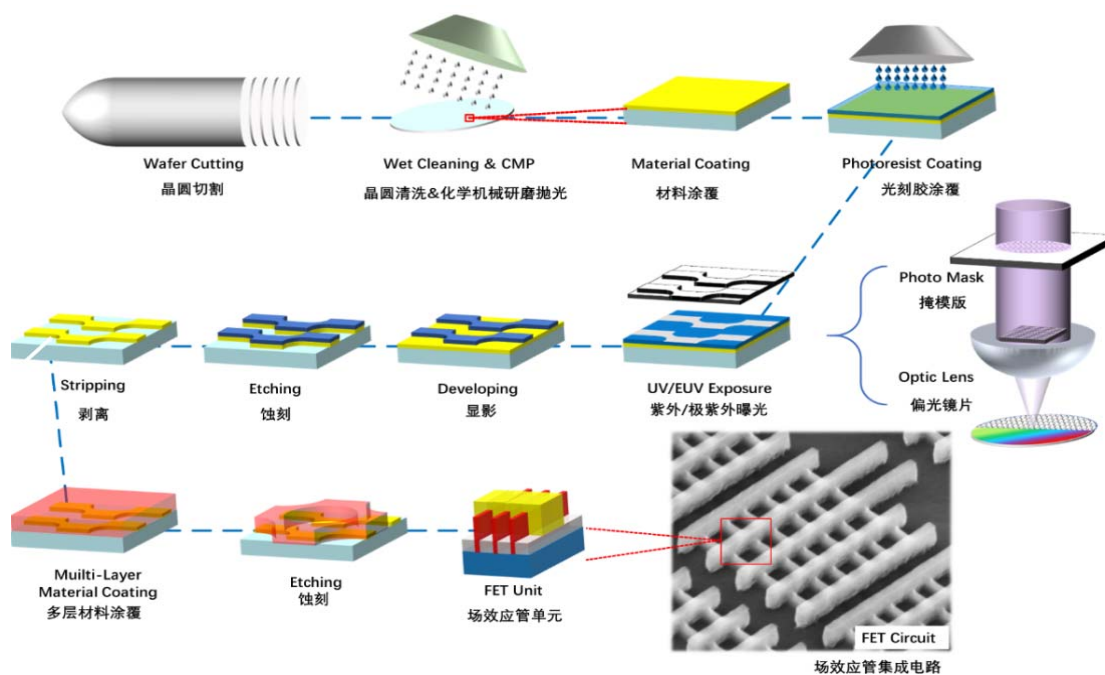 Wafer Cutting
晶圆切割
Wet Cleaning & CMP
晶圆清洗&化学机械研磨抛光
Material Coating
材料涂覆
Photoresist Coating
光刻胶涂覆
Photo Mask
掩模版
Optic Lens
偏光镜片
UV/EUV Exposure
紫外/极紫外曝光
Developing
显影
Etching
蚀刻
Stripping
剥离
Muilti-Layer
Material Coating
多层材料涂覆
Etching
蚀刻
FET Unit
场效应管单元
FET Circuit
场效应管集成电路